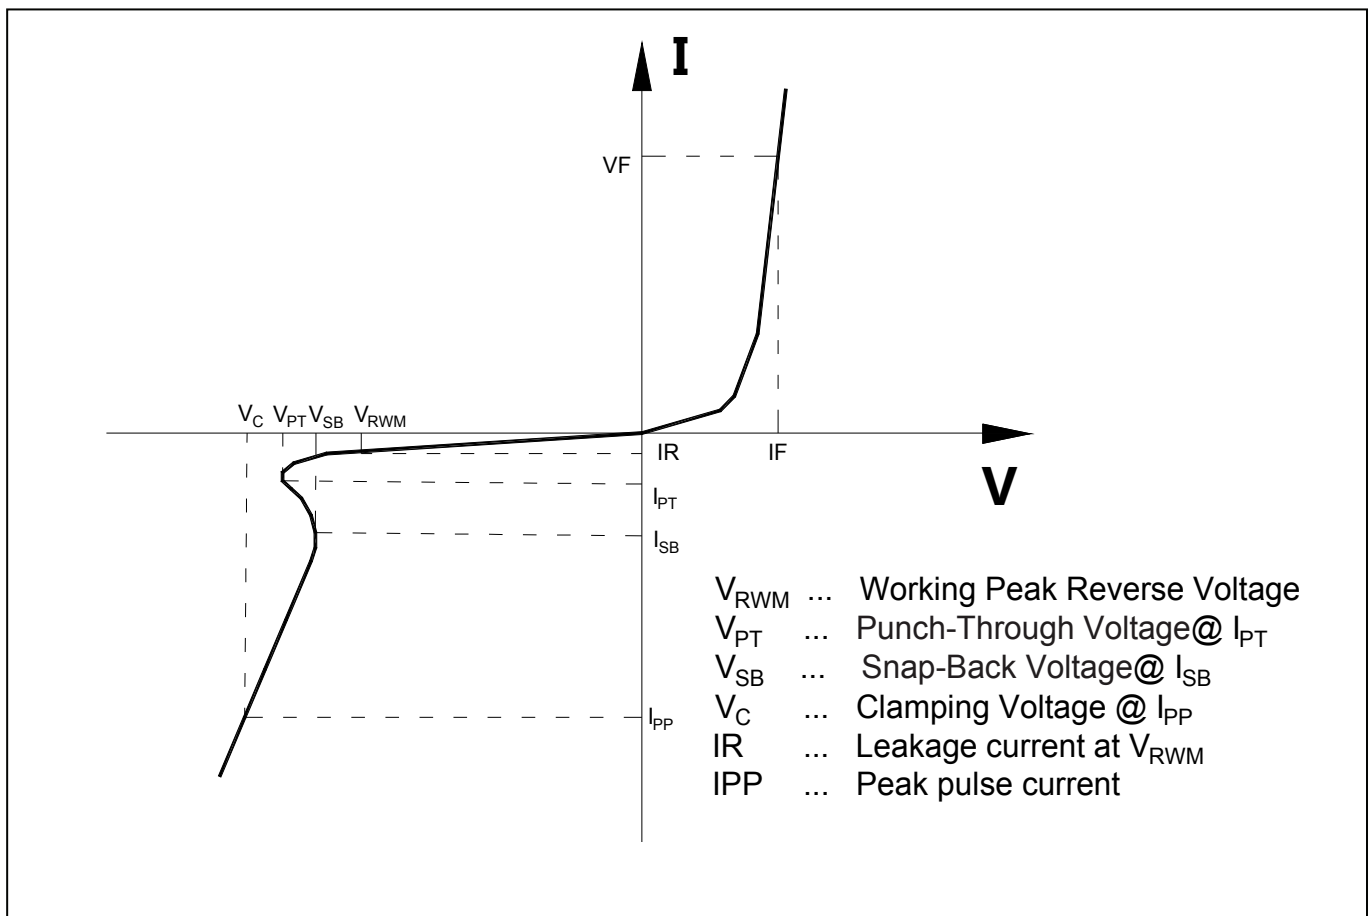 I
VF
V_C V_PT V_SB V_RWM
IR IF
V
I_PT
I_SB
I_PP
V_RWM ... Working Peak Reverse Voltage
V_PT ... Punch-Through Voltage@ I_PT
V_SB ... Snap-Back Voltage@ I_SB
V_C ... Clamping Voltage @ I_PP
IR ... Leakage current at V_RWM
IPP ... Peak pulse current